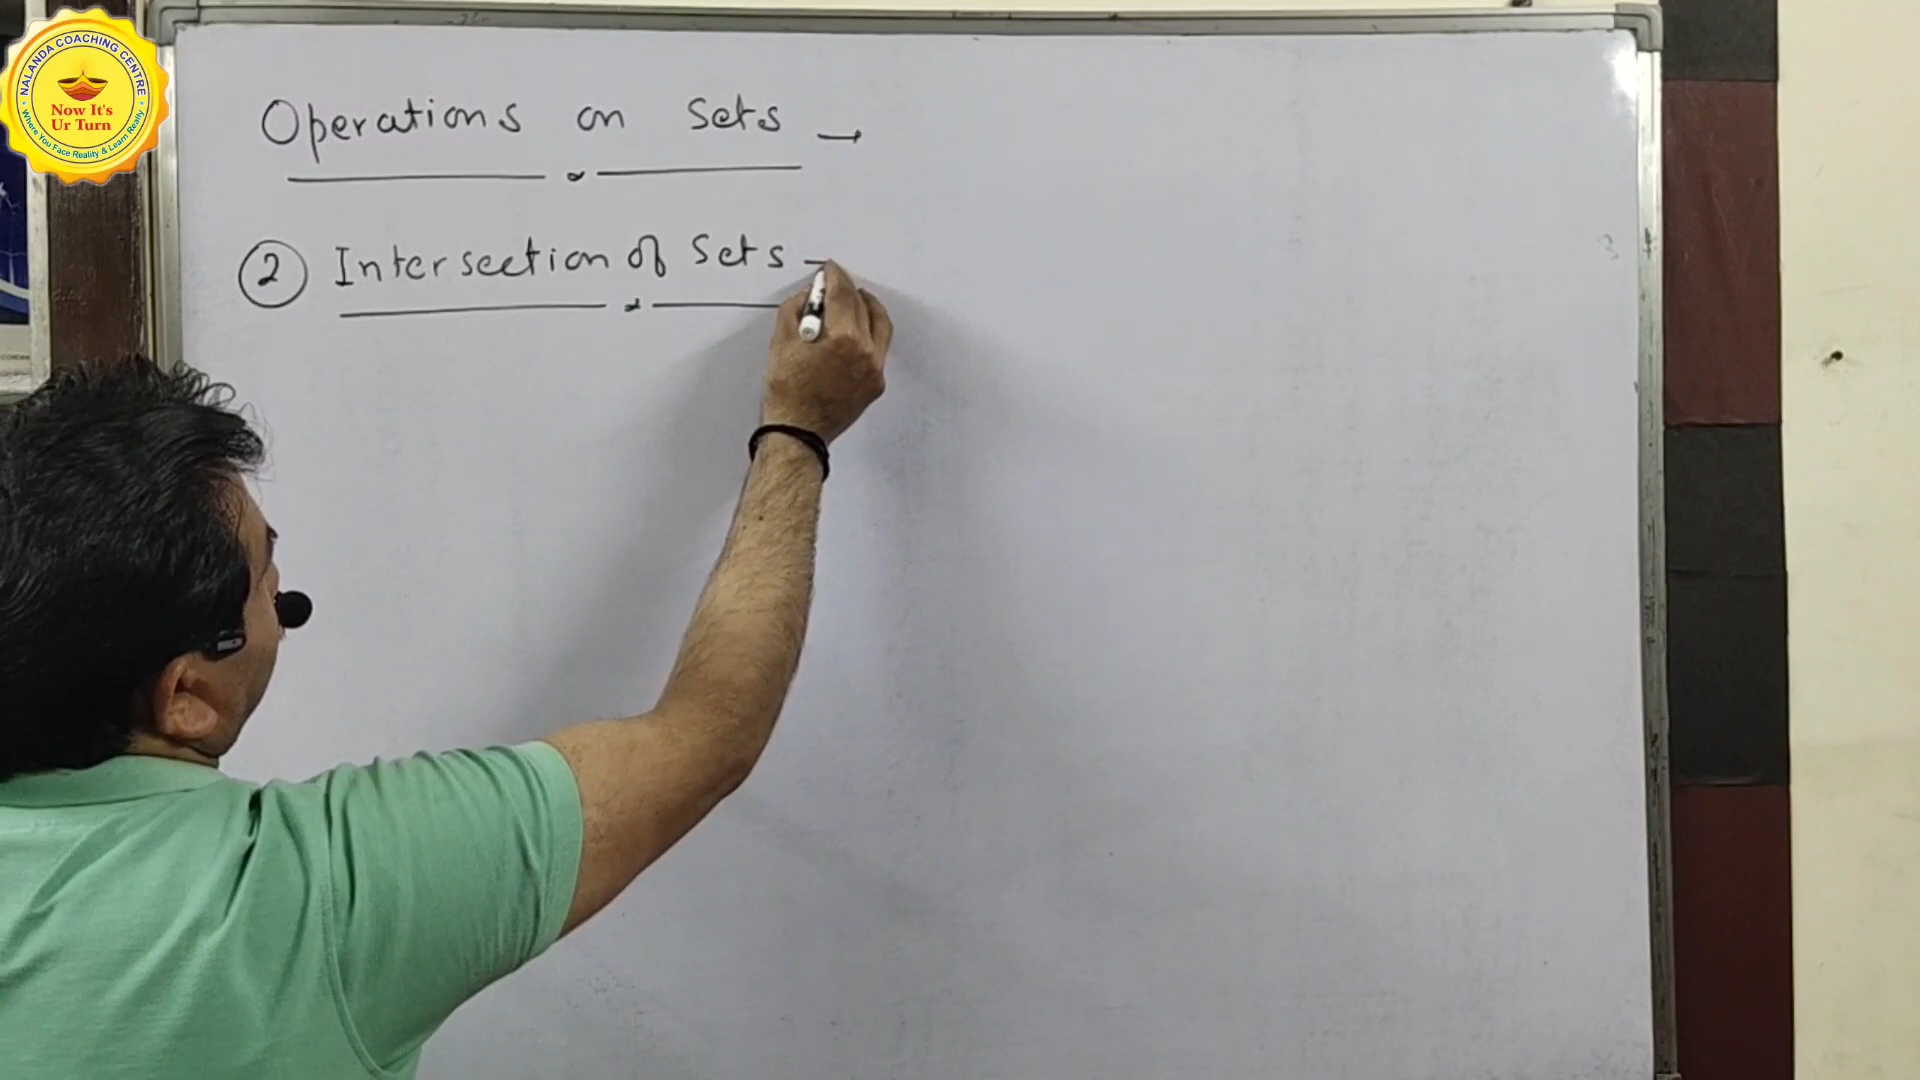 NALANDA COACHING CENTRE
Now It's
Ur Turn
Where You Face Reality & Learn Really
Operations on Sets →
② Intersection of Sets -